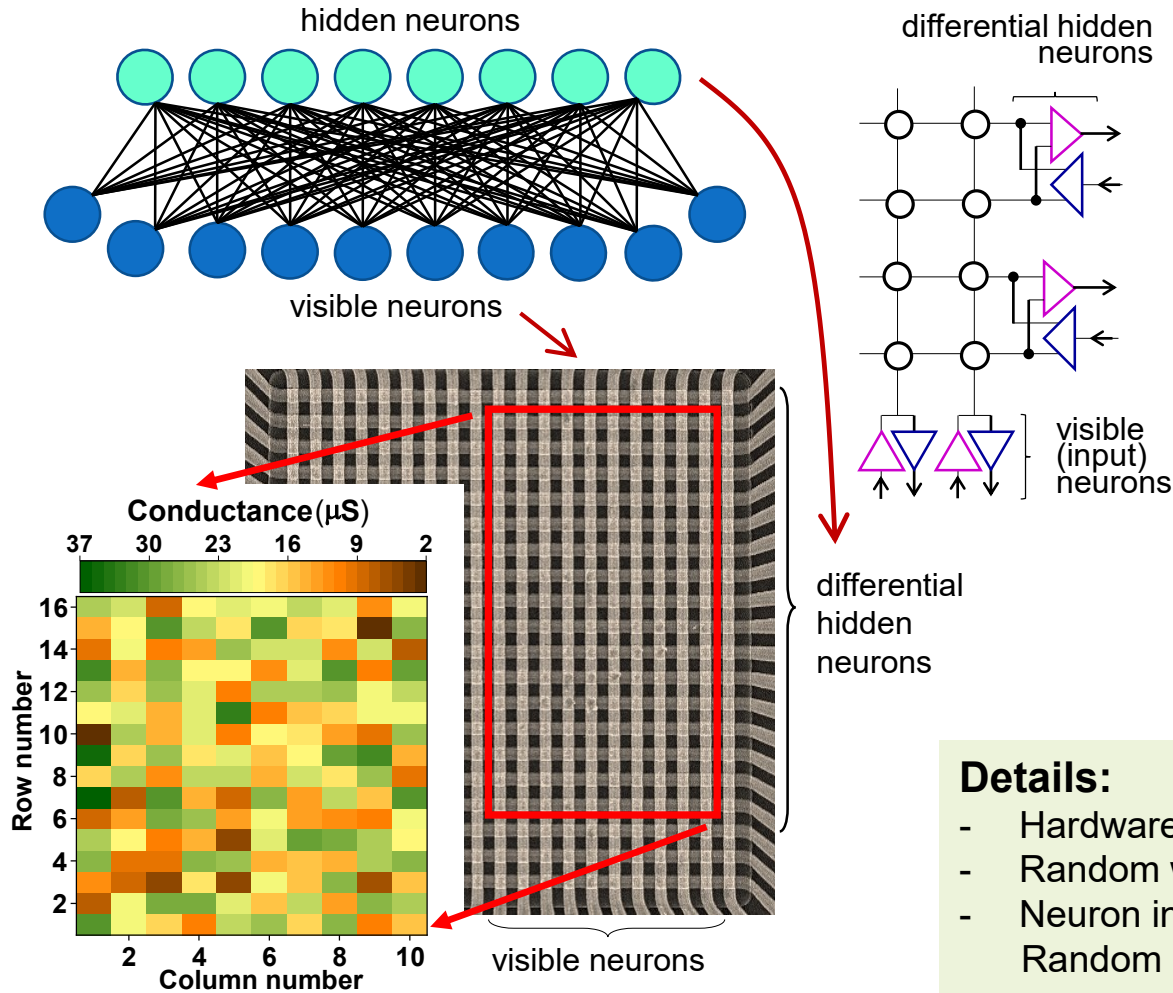 hidden neurons
visible neurons
differential hidden
neurons
visible
(input)
neurons
differential
hidden
neurons
Conductance (μS)
37 30 23 16 9 2
Row number
16
14
12
10
8
6
4
2
2 4 6 8 10
Column number
visible neurons
Details:
- Hardware
- Random
- Neuron
Random